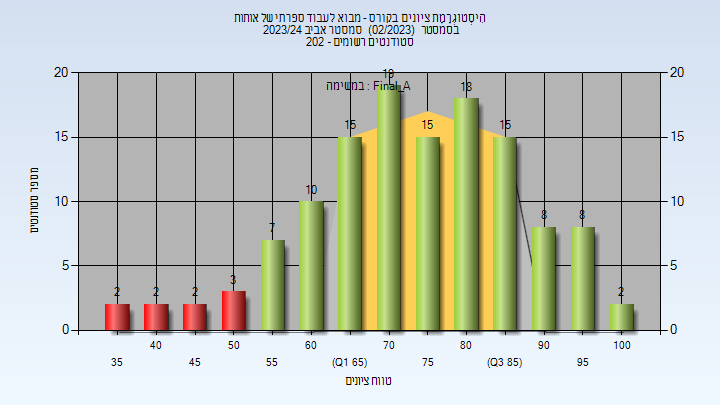 היסטוגרמת ציונים בקורס - מבוא לעבוד ספרתי של אותות
בסמסטר (02/2023) סמסטר אביב 2023/24
סטודנטים רשומים - 202
במשימה : Final_A
20 20
15 15
10 10
5 5
0 0
2 2 2 3 7 10 15 19 15 18 15 8 8 2
מספר סטודנטים
40 50 60 70 80 90 100
35 45 55 (Q1 65) 75 (Q3 85) 95
טווח ציונים